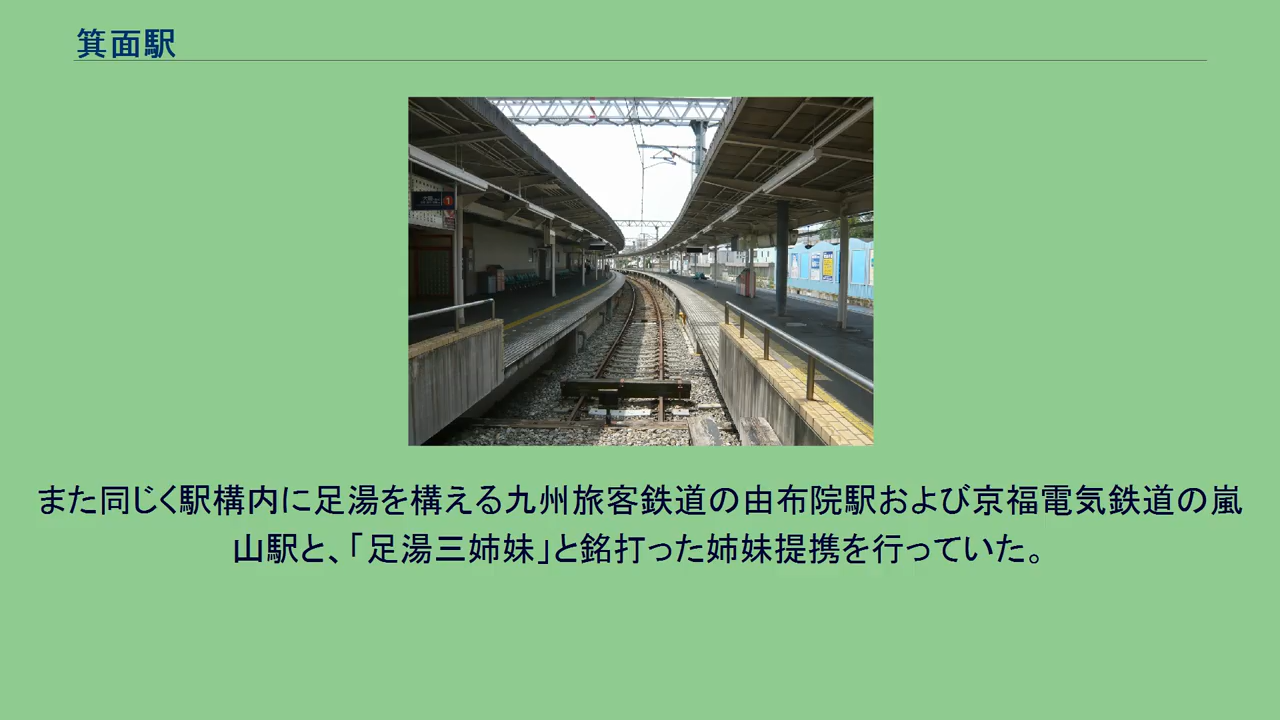 箕面駅
1
また同じく駅構内に足湯を構える九州旅客鉄道の由布院駅および京福電気鉄道の嵐
山駅と、「足湯三姉妹」と銘打った姉妹提携を行っていた。